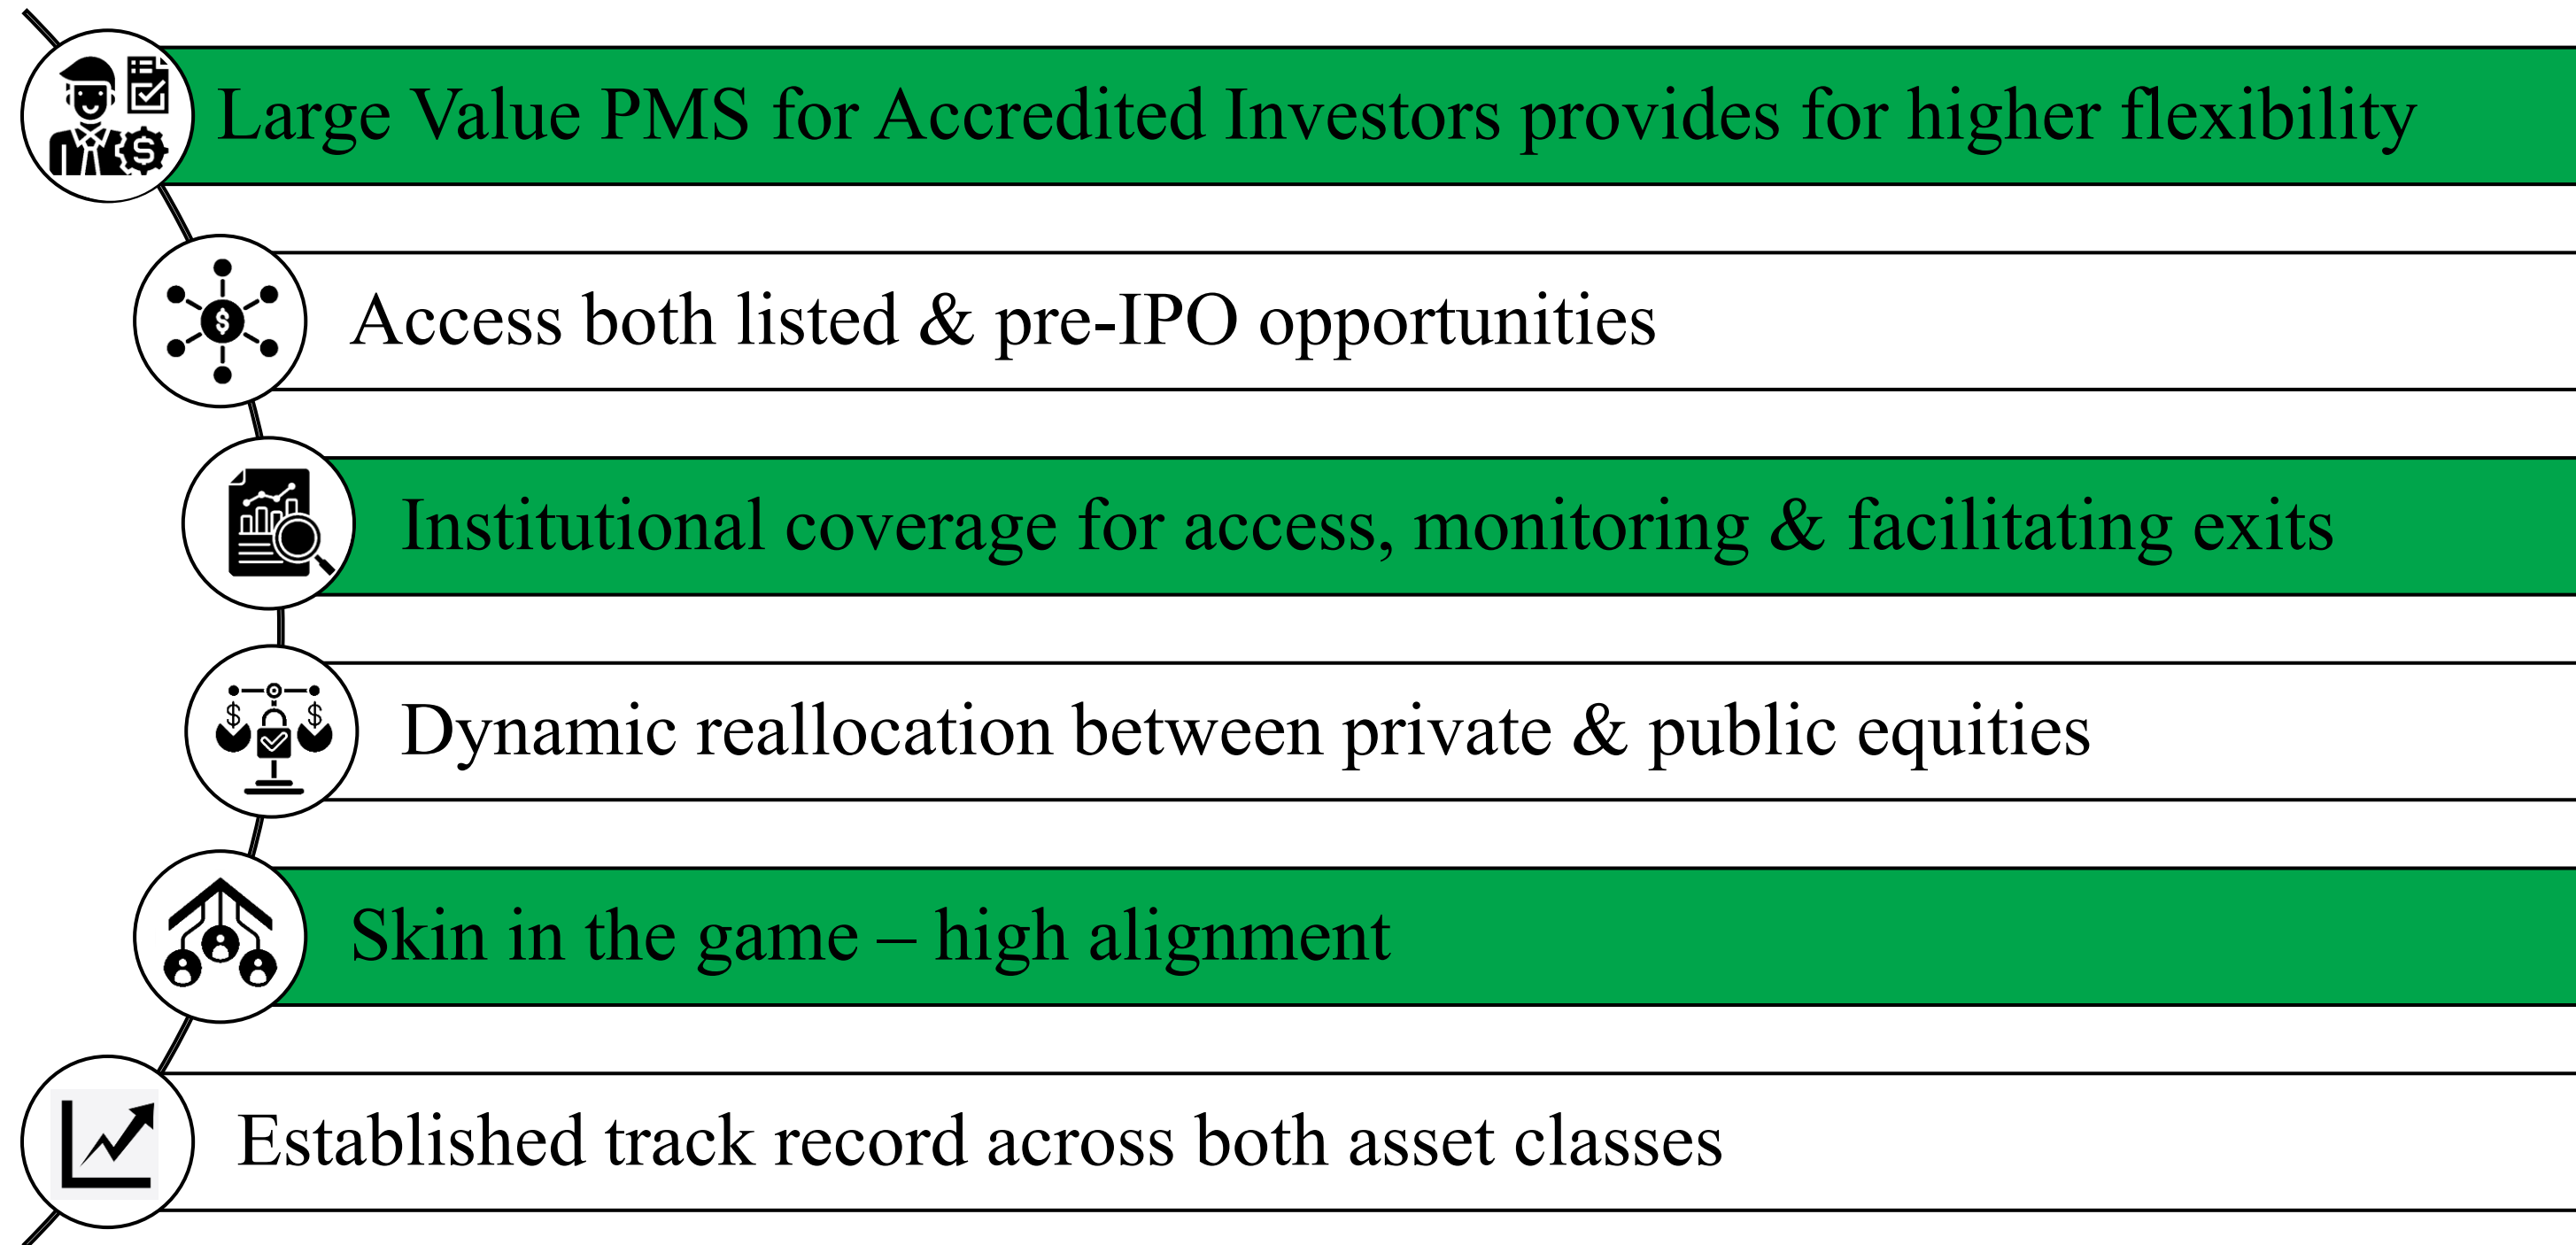 Large Value PMS for Accredited Investors provides for higher flexibility
Access both listed & pre-IPO opportunities
Institutional coverage for access, monitoring & facilitating exits
Dynamic reallocation between private & public equities
Skin in the game – high alignment
Established track record across both asset classes